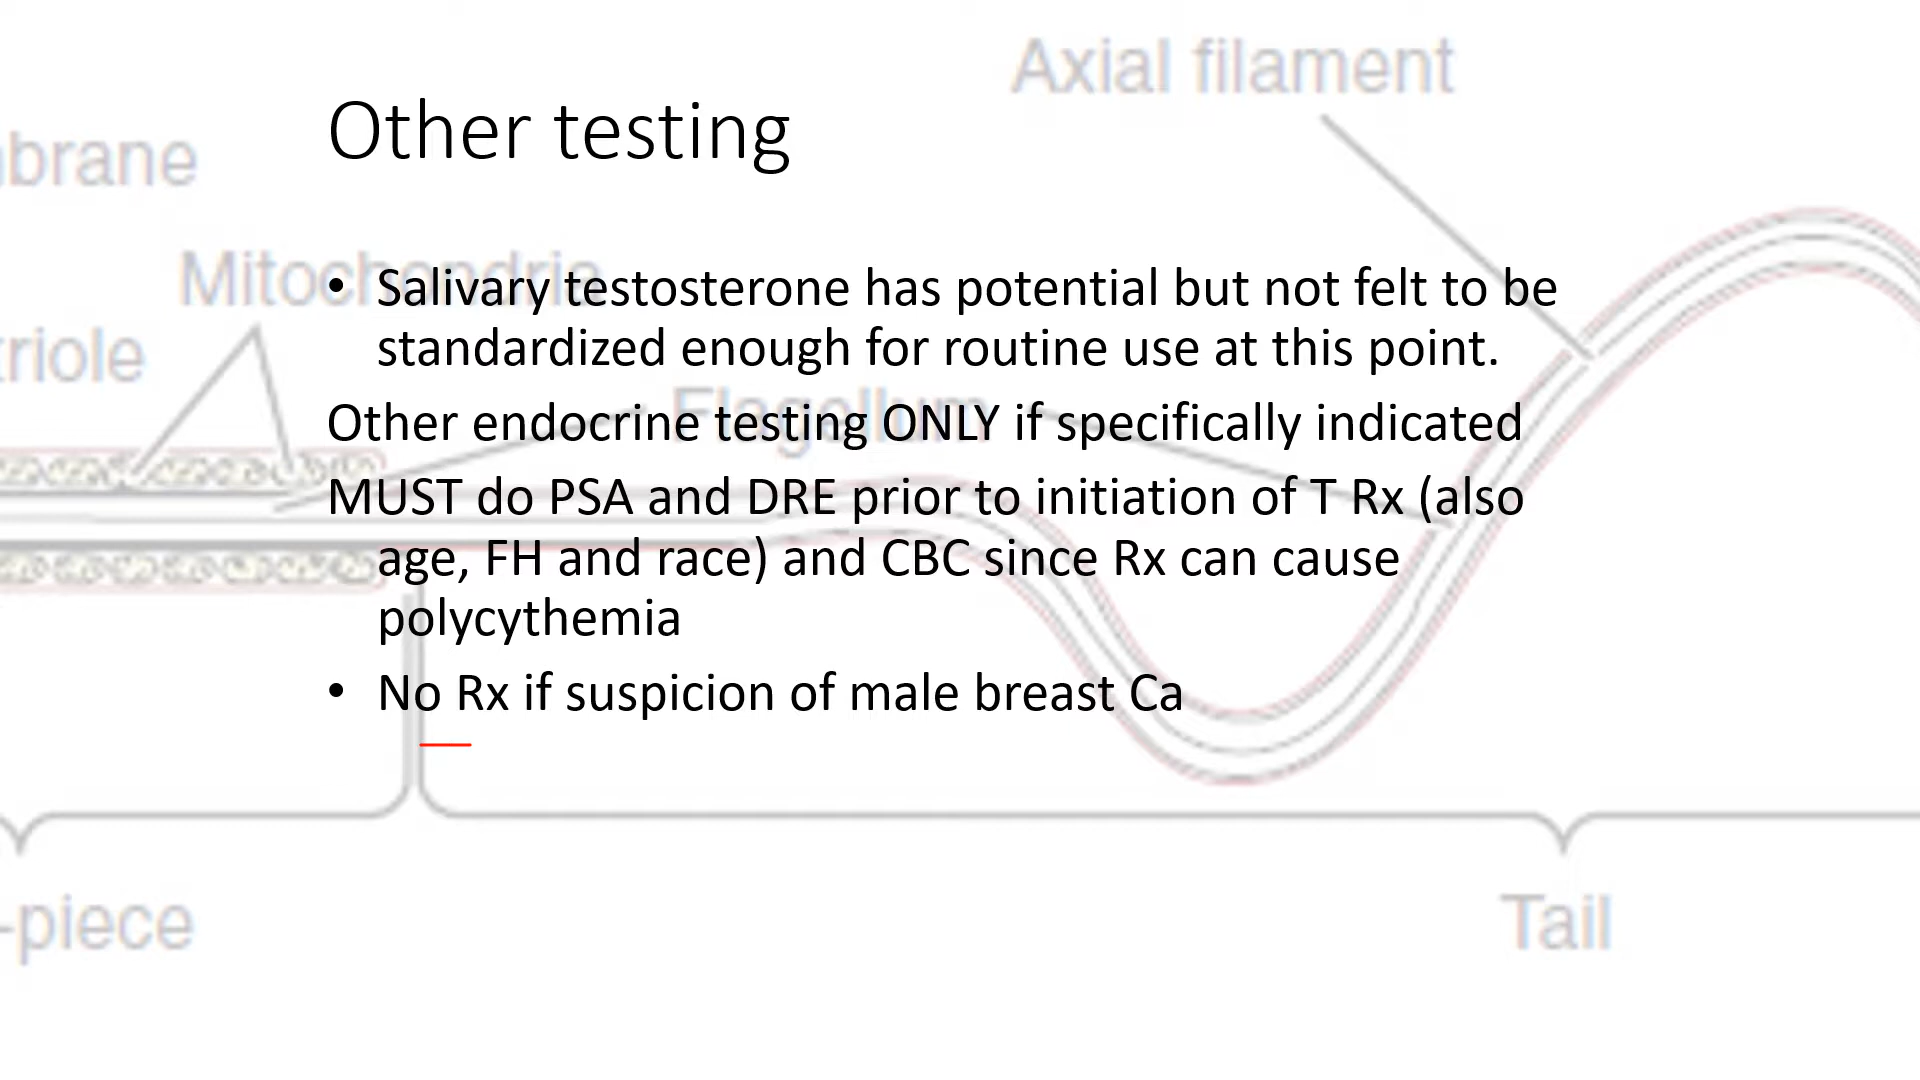 Axial filament
Other testing
brane
Mitochondria
• Salivary testosterone has potential but not felt to be
standardized enough for routine use at this point.
riole
Flagellum
Other endocrine testing ONLY if specifically indicated
MUST do PSA and DRE prior to initiation of T Rx (also
age, FH and race) and CBC since Rx can cause
polycythemia
• No Rx if suspicion of male breast Ca
-piece
Tail